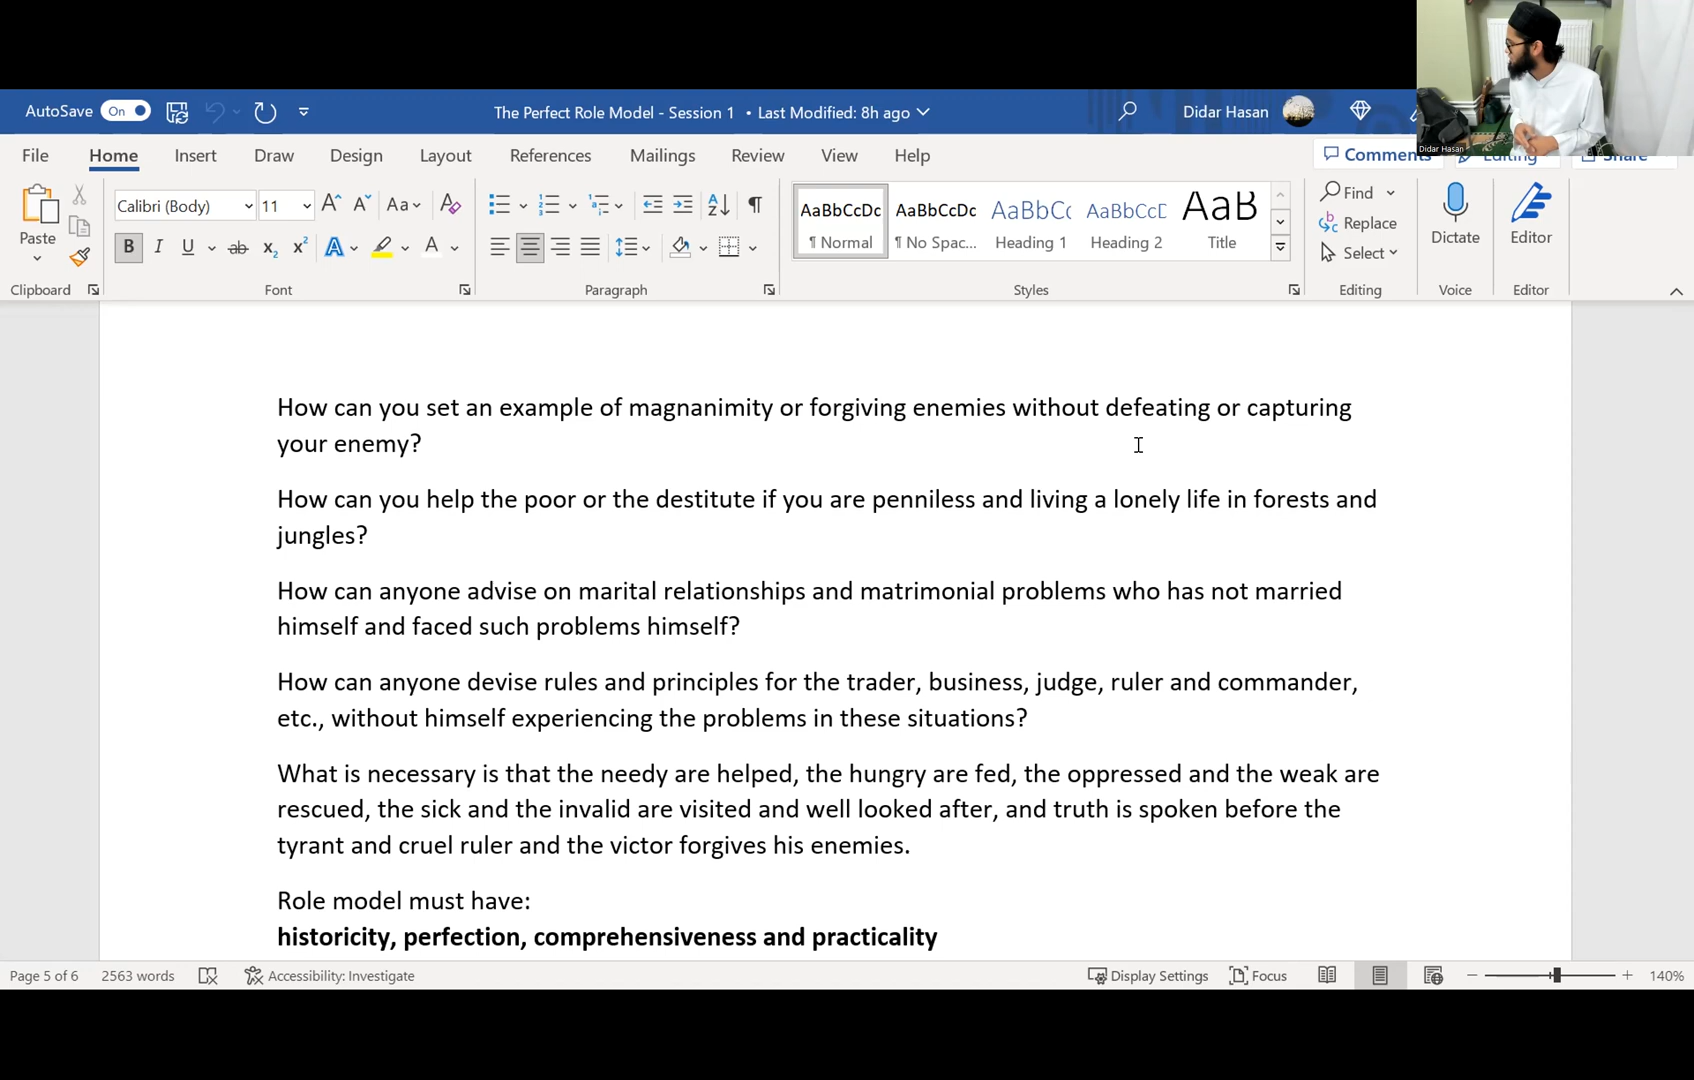 AutoSave On The Perfect Role Model - Session 1 • Last Modified: 8h ago Didar Hasan
Didar Hasan
File Home Insert Draw Design Layout References Mailings Review View Help Comments Editing Share
Paste Calibri (Body) 11 Aa
B I U ab x₂ x² A A
AaBbCcDc ¶ Normal
AaBbCcDc ¶ No Spac...
AaBbCc Heading 1
AaBbCcD Heading 2
AaB Title
Find
Replace
Select
Dictate
Editor
Clipboard Font Paragraph Styles Editing Voice Editor
How can you set an example of magnanimity or forgiving enemies without defeating or capturing
your enemy?
How can you help the poor or the destitute if you are penniless and living a lonely life in forests and
jungles?
How can anyone advise on marital relationships and matrimonial problems who has not married
himself and faced such problems himself?
How can anyone devise rules and principles for the trader, business, judge, ruler and commander,
etc., without himself experiencing the problems in these situations?
What is necessary is that the needy are helped, the hungry are fed, the oppressed and the weak are
rescued, the sick and the invalid are visited and well looked after, and truth is spoken before the
tyrant and cruel ruler and the victor forgives his enemies.
Role model must have:
historicity, perfection, comprehensiveness and practicality
Page 5 of 6 2563 words Accessibility: Investigate Display Settings Focus 140%